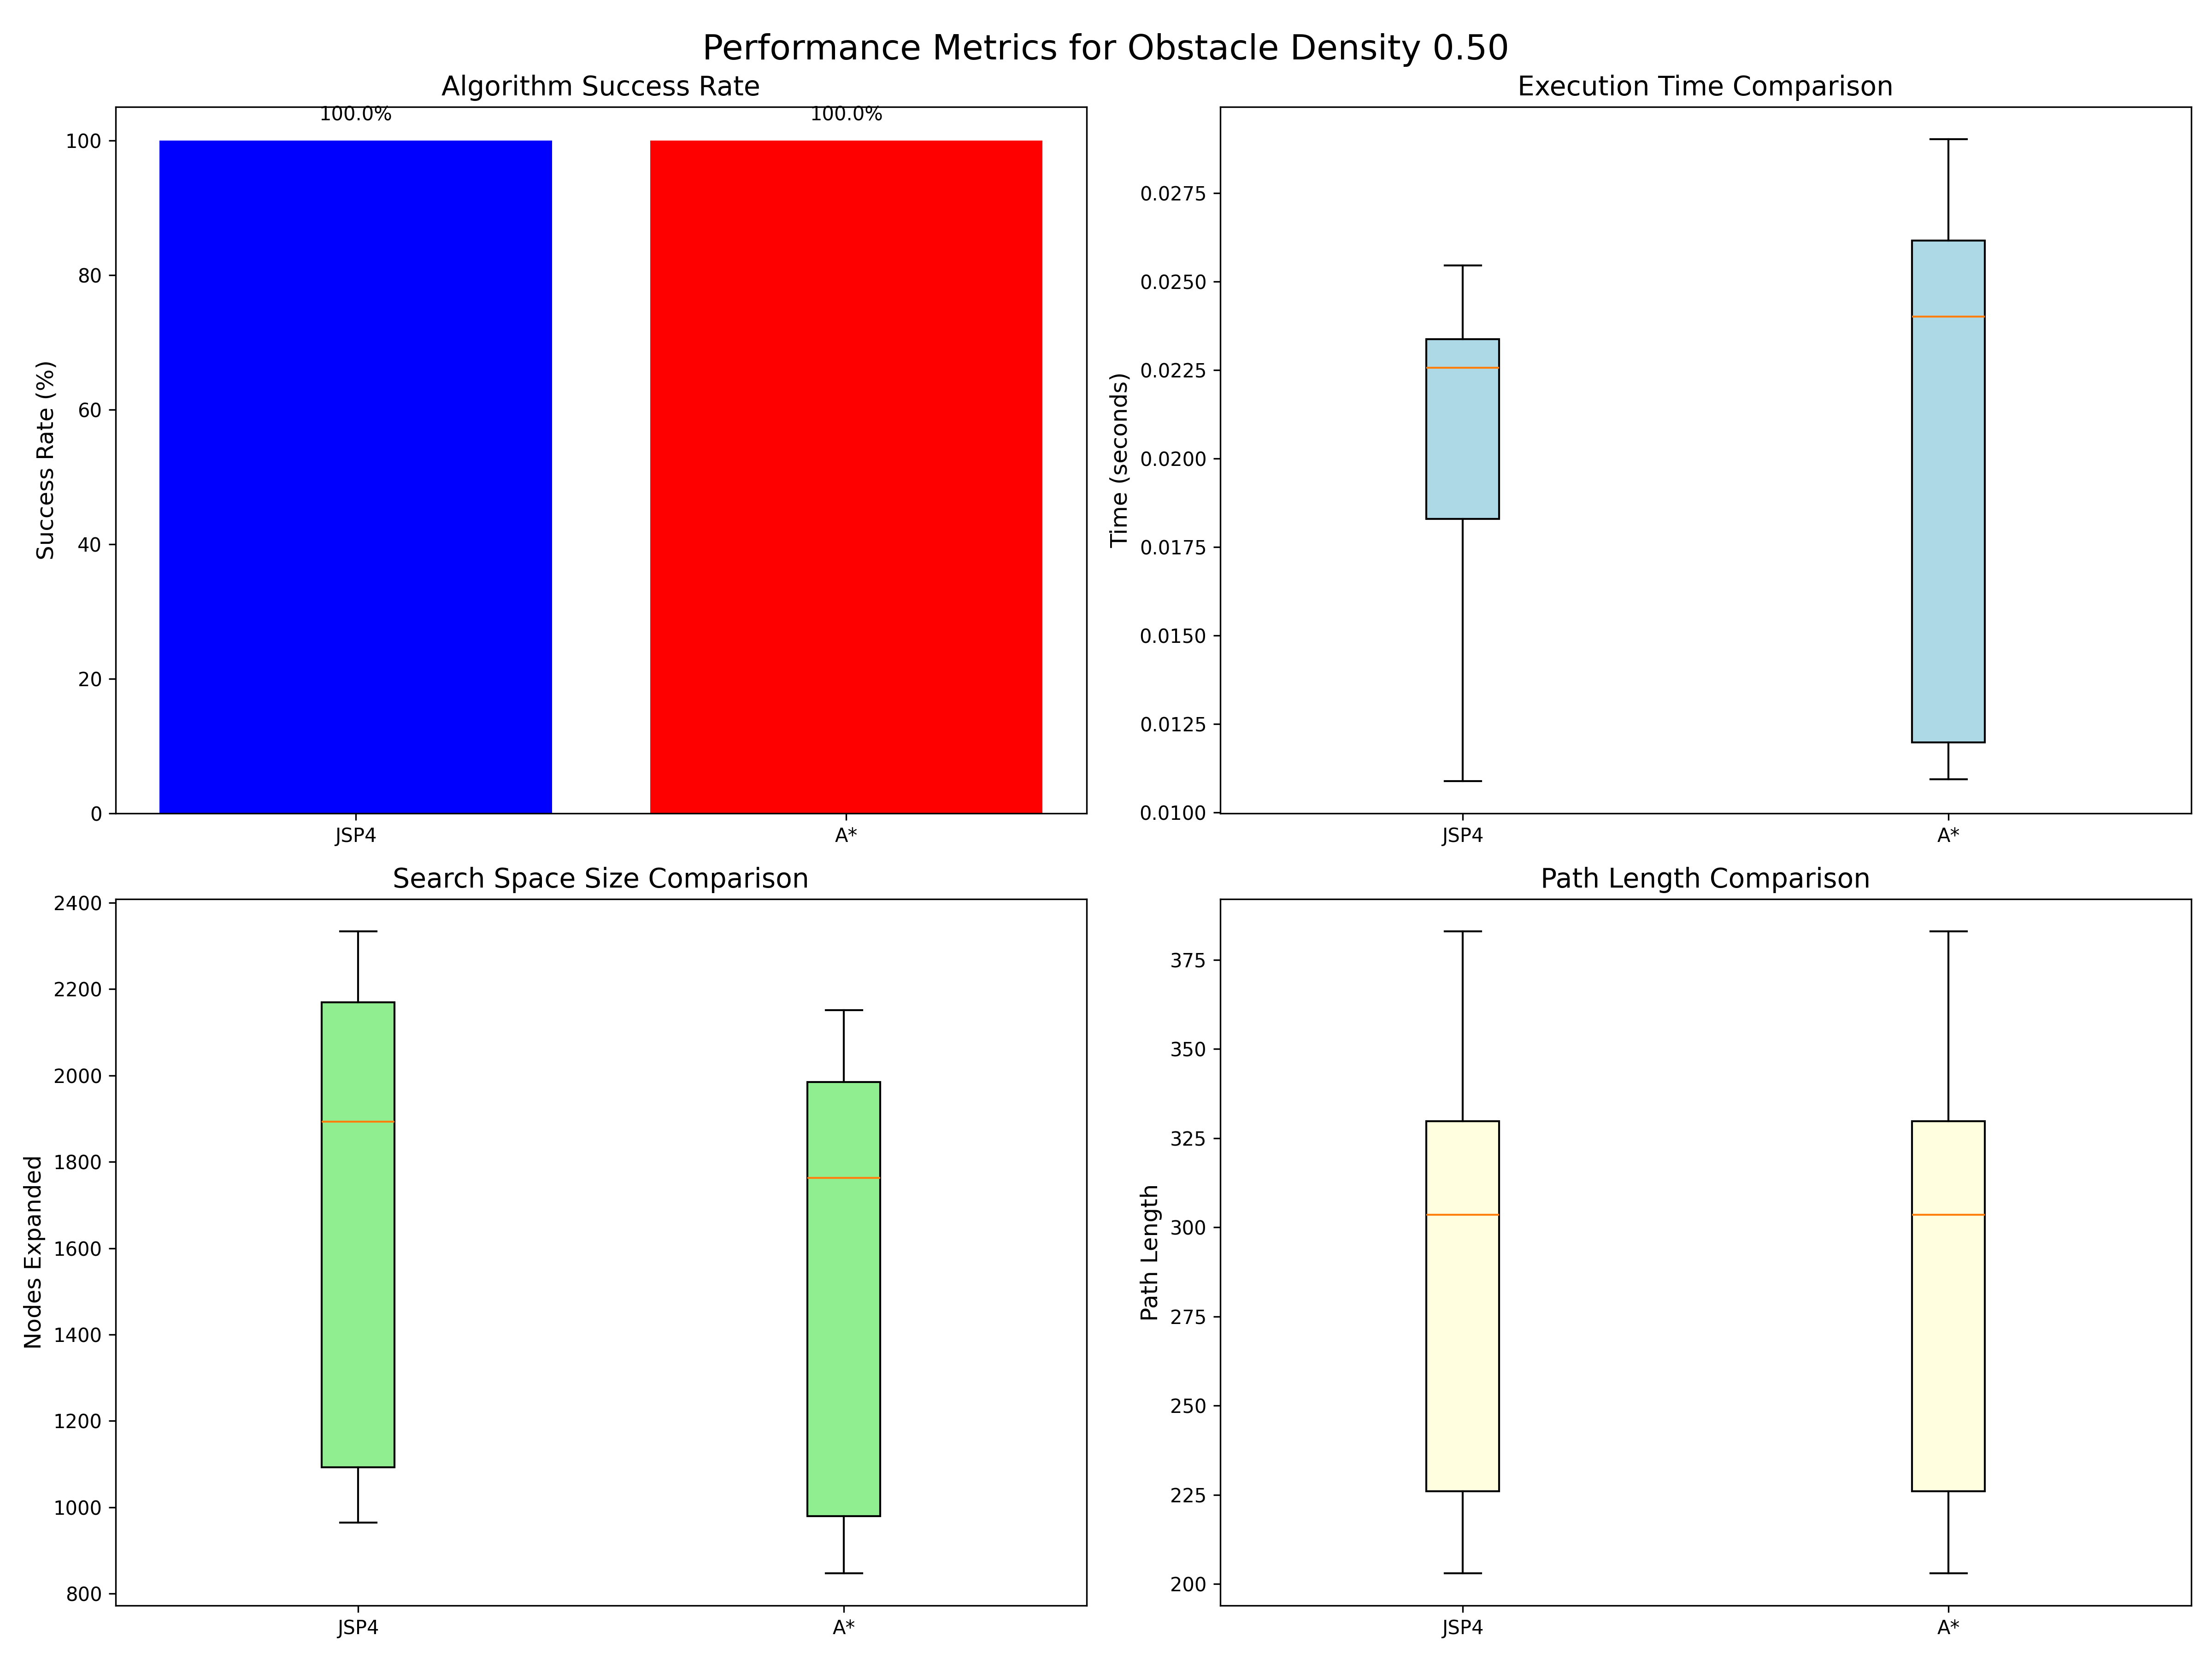 Performance Metrics for Obstacle Density 0.50
Algorithm Success Rate
100.0%
100.0%
Success Rate (%)
100
80
60
40
20
0
JSP4
A*
Execution Time Comparison
Time (seconds)
0.0275
0.0250
0.0225
0.0200
0.0175
0.0150
0.0125
0.0100
JSP4
A*
Search Space Size Comparison
Nodes Expanded
2400
2200
2000
1800
1600
1400
1200
1000
800
JSP4
A*
Path Length Comparison
Path Length
375
350
325
300
275
250
225
200
JSP4
A*